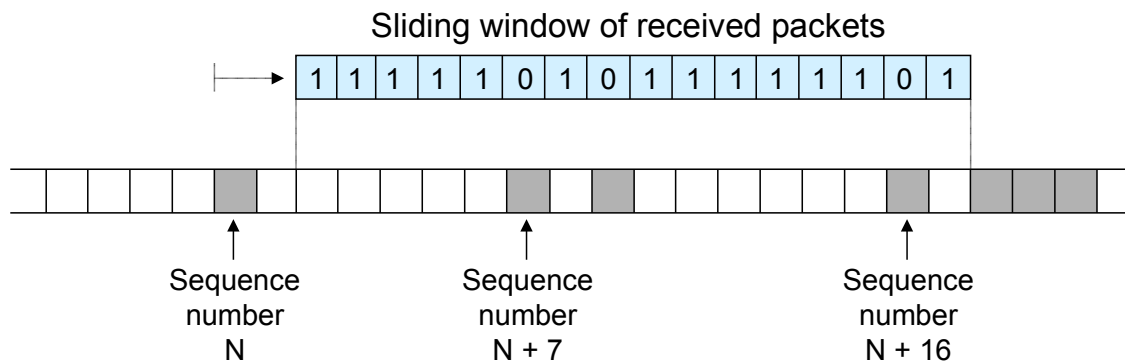 Sliding window of received packets
1 1 1 1 1 0 1 0 1 1 1 1 1 1 0 1
Sequence number N
Sequence number N + 7
Sequence number N + 16